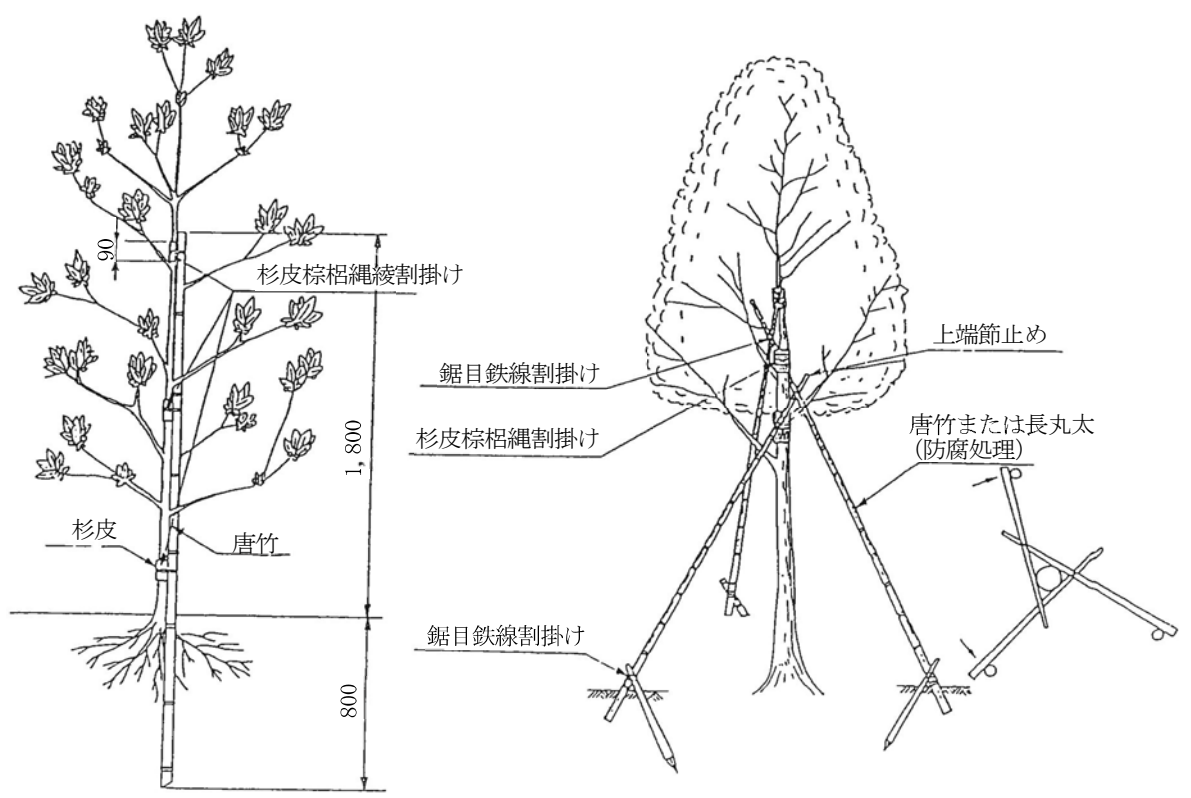 90
杉皮棕梠縄綾割掛け
1,800
杉皮
唐竹
800
上端節止め
鋸目鉄線割掛け
杉皮棕梠縄割掛け
唐竹または長丸太
(防腐処理)
鋸目鉄線割掛け